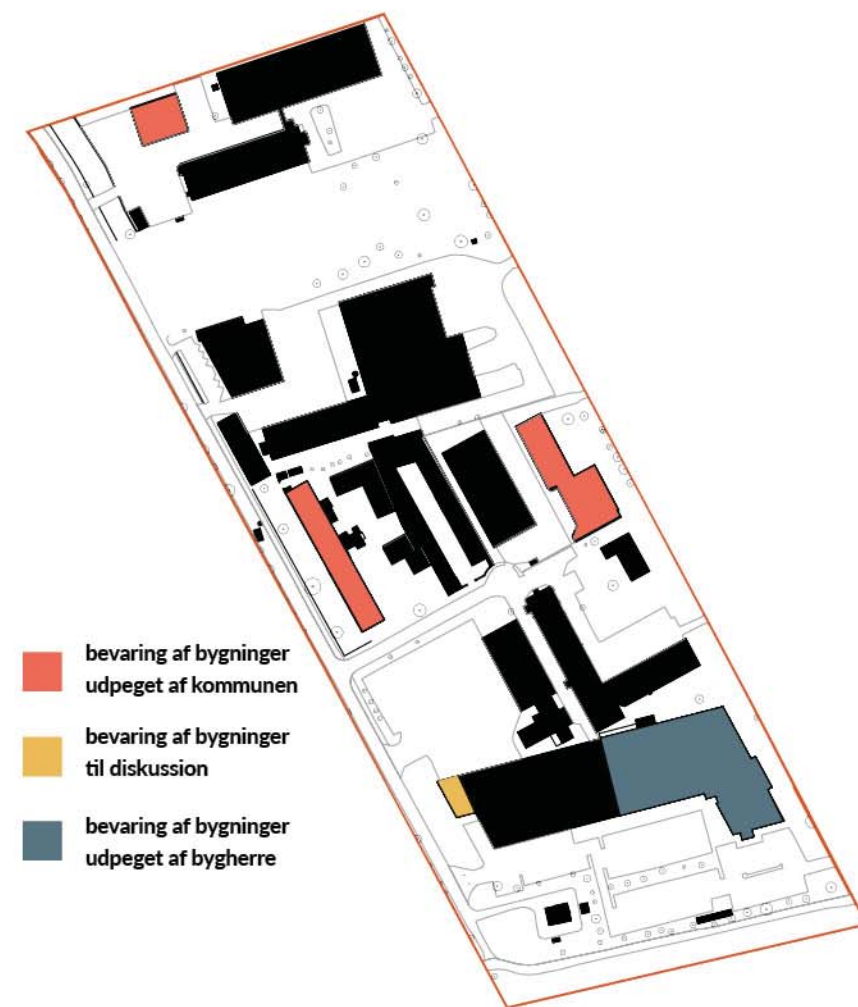 bevaring af bygninger
udpeget af kommunen
bevaring af bygninger
til diskussion
bevaring af bygninger
udpeget af bygherre